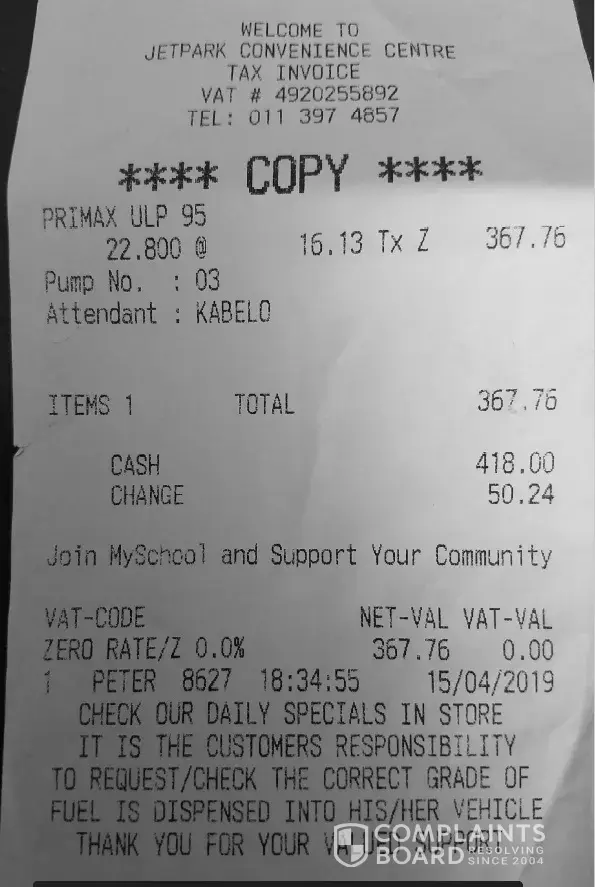 WELCOME TO
JETPARK CONVENIENCE CENTRE
TAX INVOICE
VAT # 4920255892
TEL: 011 397 4857
**** COPY ****
PRIMAX ULP 95
22.800 @ 16.13 Tx Z 367.76
Pump No. : 03
Attendant : KABELO
ITEMS 1 TOTAL 367.76
CASH 418.00
CHANGE 50.24
Join MySchool and Support Your Community
VAT-CODE NET-VAL VAT-VAL
ZERO RATE/Z 0.0% 367.76 0.00
1 PETER 8627 18:34:55 15/04/2019
CHECK OUR DAILY SPECIALS IN STORE
IT IS THE CUSTOMERS RESPONSIBILITY
TO REQUEST/CHECK THE CORRECT GRADE OF
FUEL IS DISPENSED INTO HIS/HER VEHICLE
THANK YOU FOR YOUR
COMPLAINTS
BOARD RESOLVING
SINCE 2004